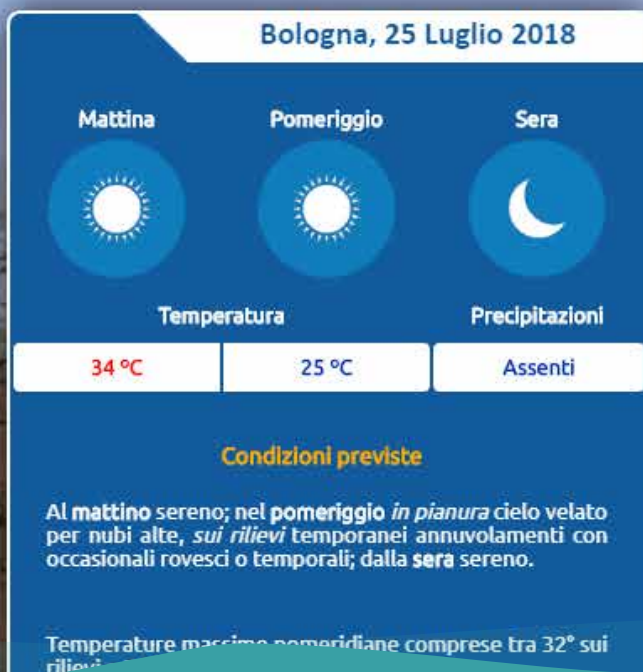 Bologna, 25 Luglio 2018
Mattina Pomeriggio Sera
Temperatura Precipitazioni
34 °C 25 °C Assenti
Condizioni previste
Al mattino sereno; nel pomeriggio in pianura cielo velato
per nubi alte, sui rilievi temporanei annuvolamenti con
occasionali rovesci o temporali; dalla sera sereno.
Temperature massime pomeridiane comprese tra 32° sui
rilievi